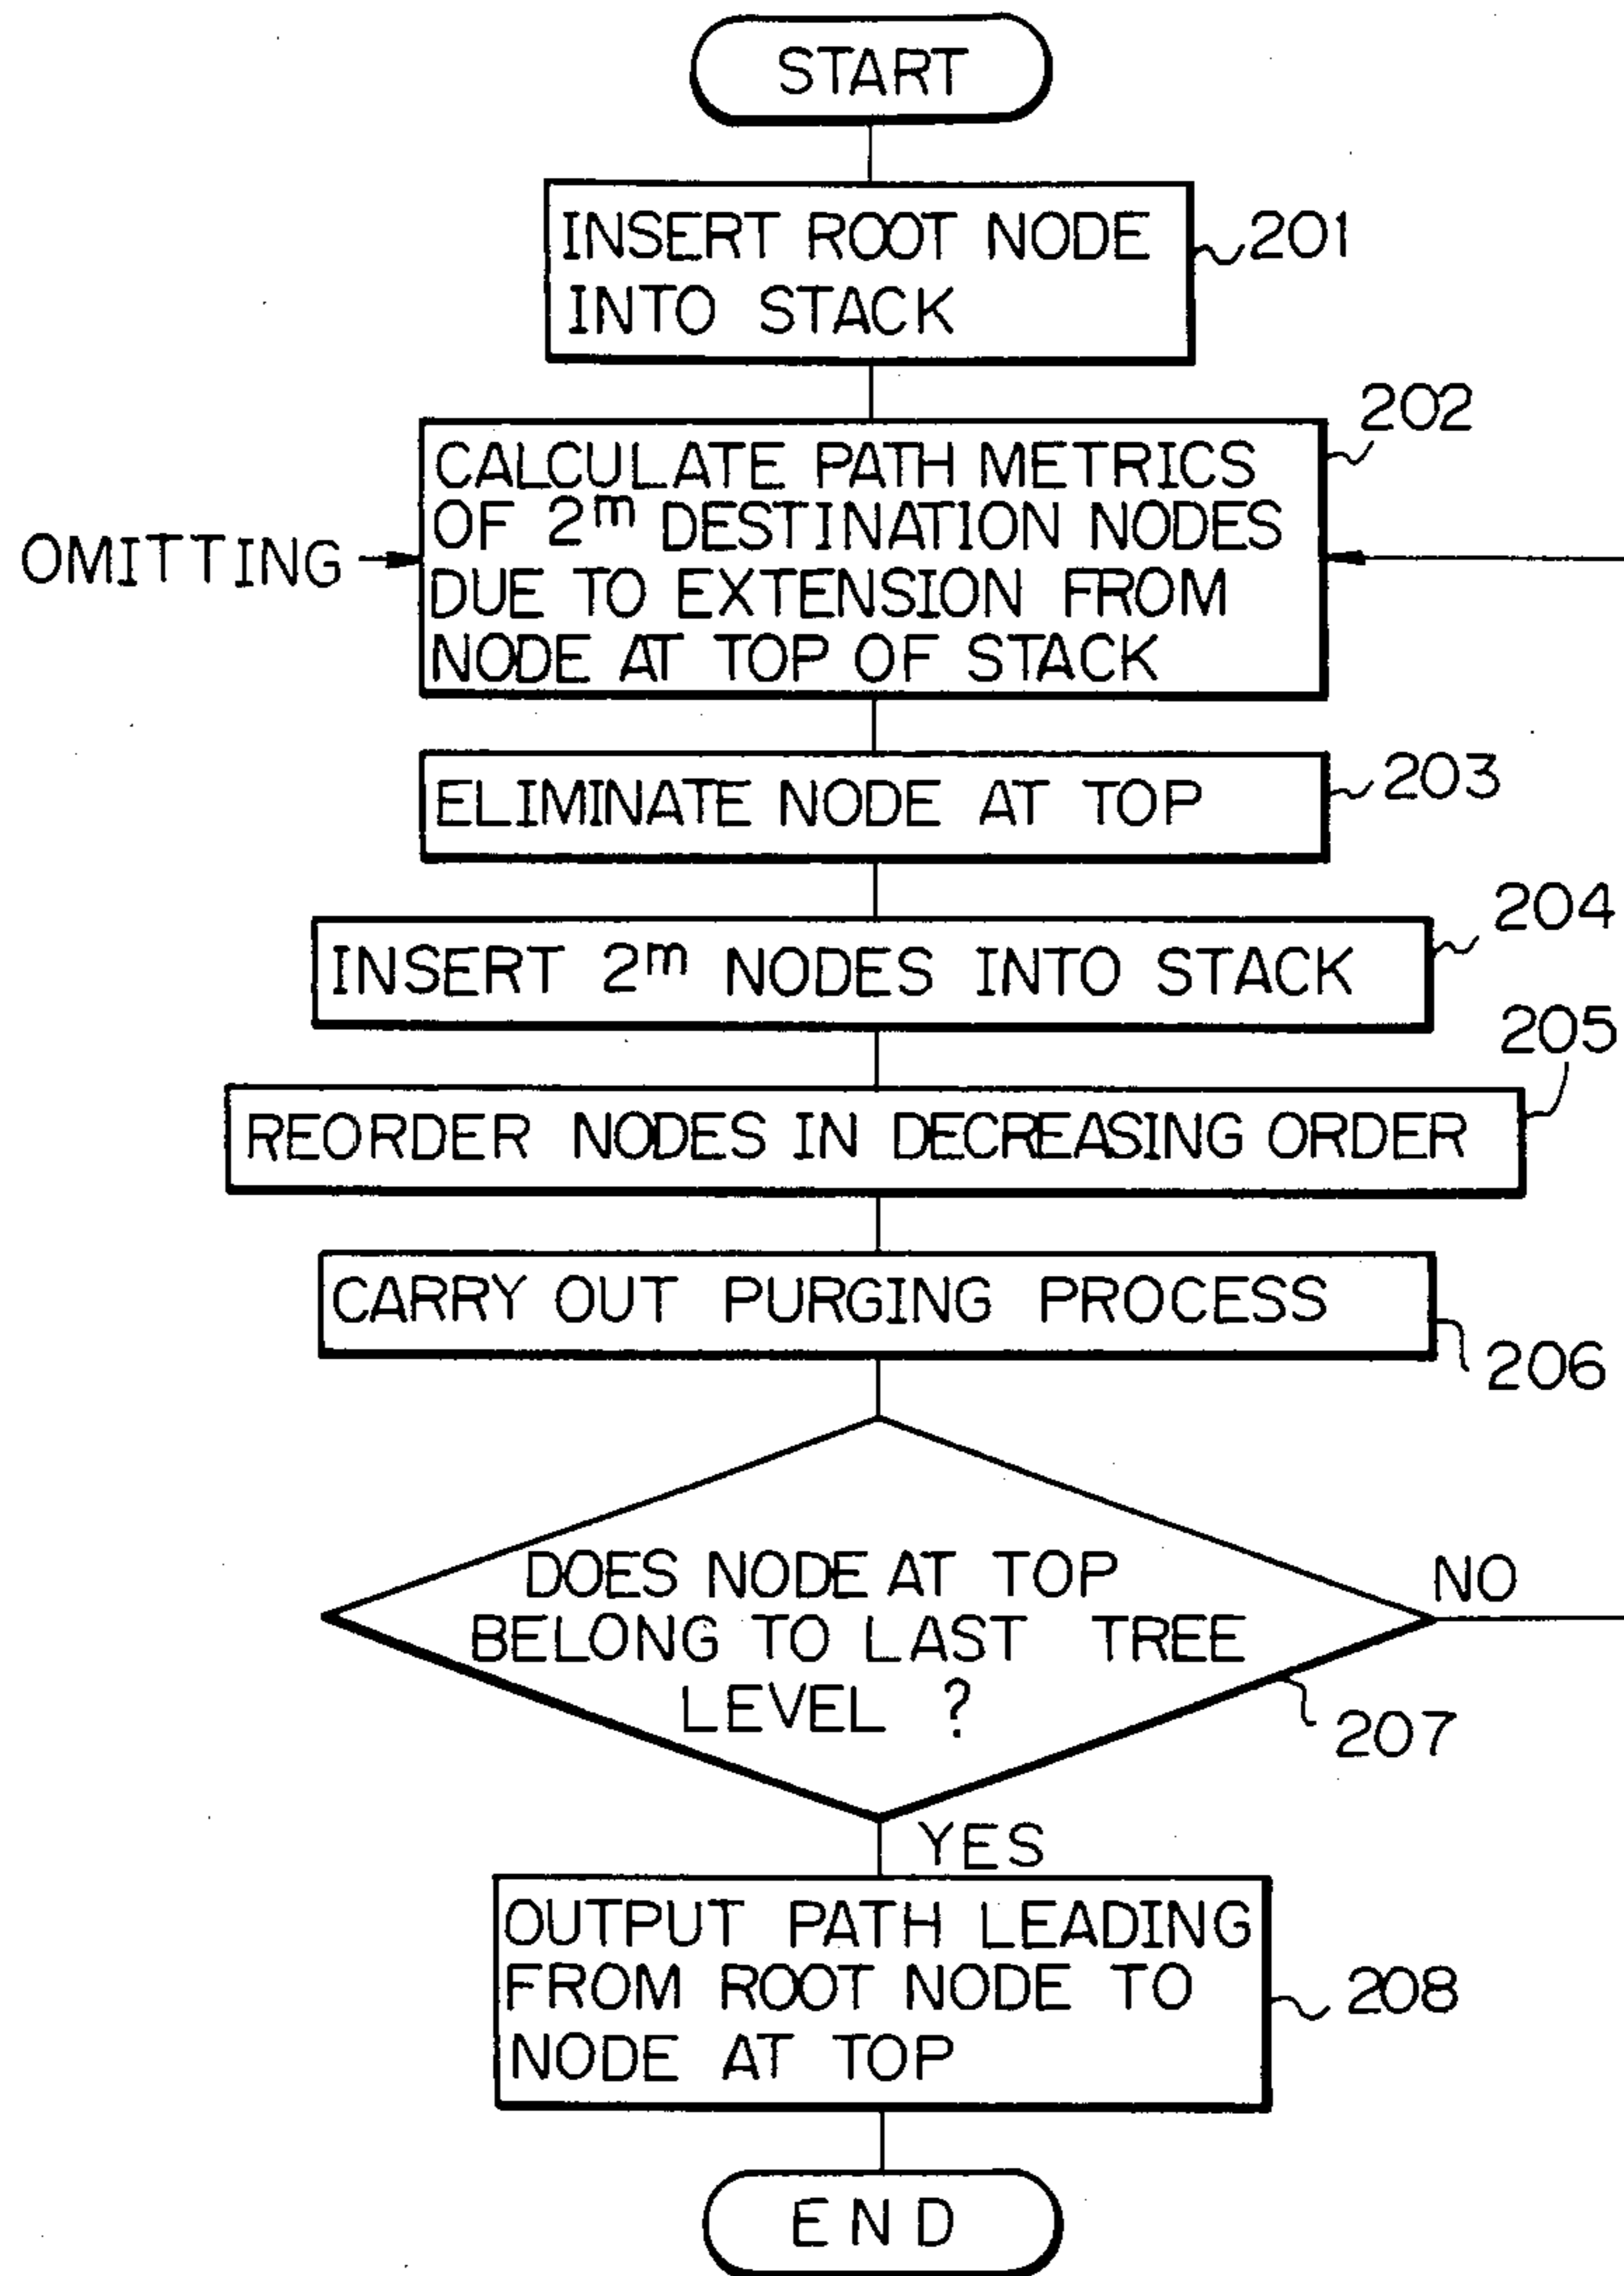 START
INSERT ROOT NODE
INTO STACK
201
202
CALCULATE PATH METRICS
OF 2ᵐ DESTINATION NODES
OMITTING
DUE TO EXTENSION FROM
NODE AT TOP OF STACK
ELIMINATE NODE AT TOP
203
204
INSERT 2ᵐ NODES INTO STACK
205
REORDER NODES IN DECREASING ORDER
CARRY OUT PURGING PROCESS
206
DOES NODE AT TOP
BELONG TO LAST TREE
LEVEL ?
NO
207
YES
OUTPUT PATH LEADING
FROM ROOT NODE TO
NODE AT TOP
208
END